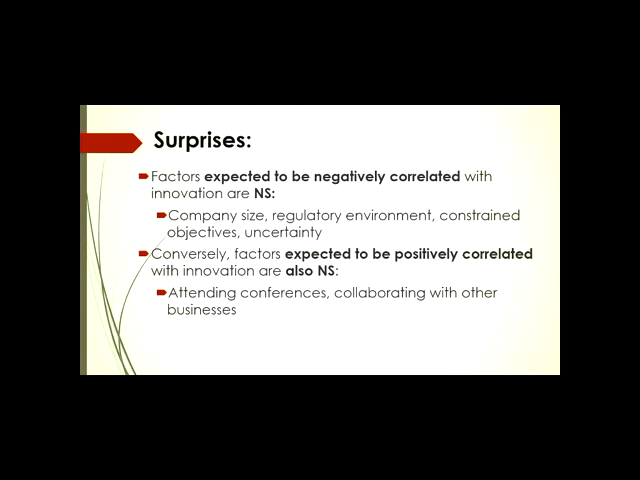 Surprises:
Factors expected to be negatively correlated with
innovation are NS:
Company size, regulatory environment, constrained
objectives, uncertainty
Conversely, factors expected to be positively correlated
with innovation are also NS:
Attending conferences, collaborating with other
businesses